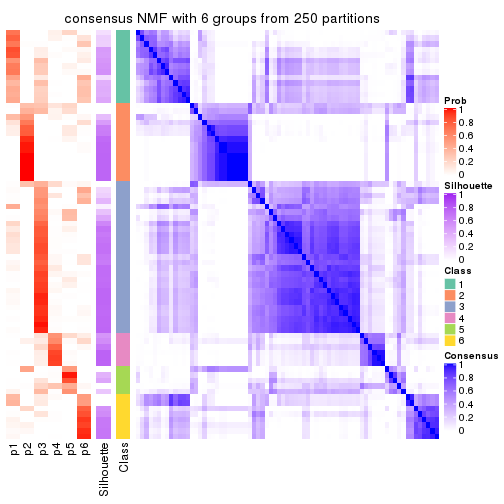 consensus NMF with 6 groups from 250 partitions
Prob
1
0.8
0.6
0.4
0.2
0
Silhouette
1
0.8
0.6
0.4
0.2
0
Class
1
2
3
4
5
6
Consensus
1
0.8
0.6
0.4
0.2
0
p1
p2
p3
p4
p5
p6
Silhouette
Class